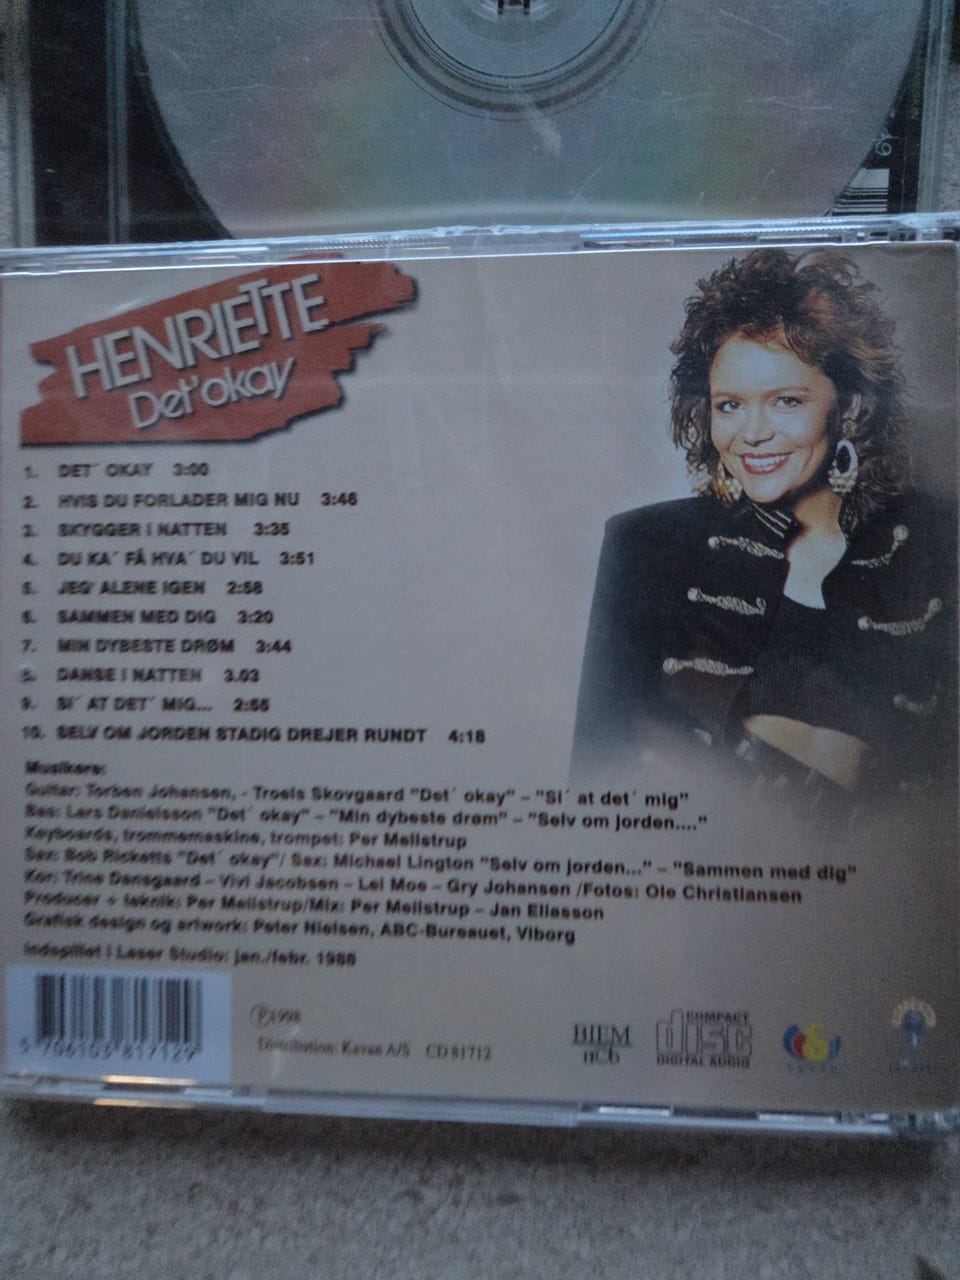 HENRIETTE
Det'okay
1. DET´ OKAY 3:00
2. HVIS DU FORLADER MIG NU 3:46
3. SKYGGER I NATTEN 3:35
4. DU KA´ FÅ HVA´ DU VIL 3:51
5. JEG' ALENE IGEN 2:58
6. SAMMEN MED DIG 3:20
7. MIN DYBESTE DRØM 3:44
8. DANSE I NATTEN 3.03
9. SI´ AT DET´ MIG... 2:55
10. SELV OM JORDEN STADIG DREJER RUNDT 4:18
Musikere:
Guitar: Torben Johansen, - Troels Skovgaard "Det´ okay" – "Si´ at det´ mig"
Bas: Lars Danielsson "Det´ okay" – "Min dybeste drøm" – "Selv om jorden...."
Keyboards, trommemaskine, trompet: Per Mellstrup
Sax: Bob Ricketts "Det´ okay"/ Sax: Michael Lington "Selv om jorden..." – "Sammen med dig"
Kor: Trine Dansgaard – Vivi Jacobsen – Lei Moe – Gry Johansen /Fotos: Ole Christiansen
Producer + teknik: Per Mellstrup/Mix: Per Mellstrup – Jan Eliasson
Grafisk design og artwork: Peter Nielsen, ABC-Bureauet, Viborg
Indspillet i Laser Studio: jan./febr. 1988
5 706103 817129
℗1998
Distribution: Kavan A/S CD 81712
BIEM
nCb
COMPACT
disc
DIGITAL AUDIO